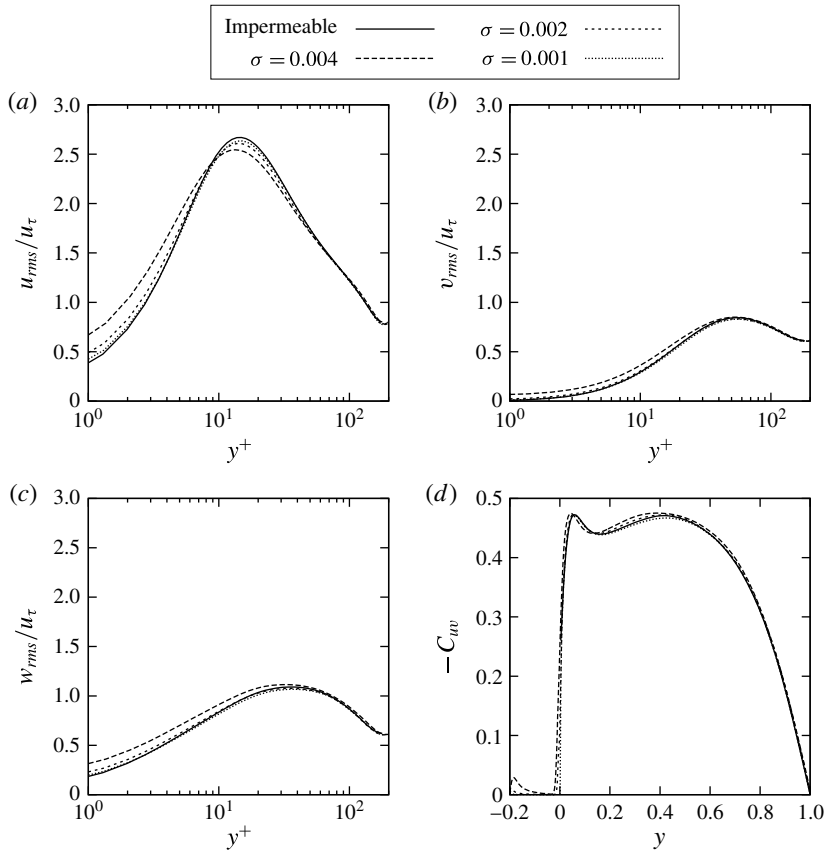 Impermeable
σ = 0.002
σ = 0.004
σ = 0.001
(a)
3.0
2.5
2.0
1.5
1.0
0.5
0
u_rms/u_τ
10^0
10^1
10^2
y^+
(b)
3.0
2.5
2.0
1.5
1.0
0.5
0
v_rms/u_τ
10^0
10^1
10^2
y^+
(c)
3.0
2.5
2.0
1.5
1.0
0.5
0
w_rms/u_τ
10^0
10^1
10^2
y^+
(d)
0.5
0.4
0.3
0.2
0.1
0
−C_uv
−0.2
0
0.2
0.4
0.6
0.8
1.0
y